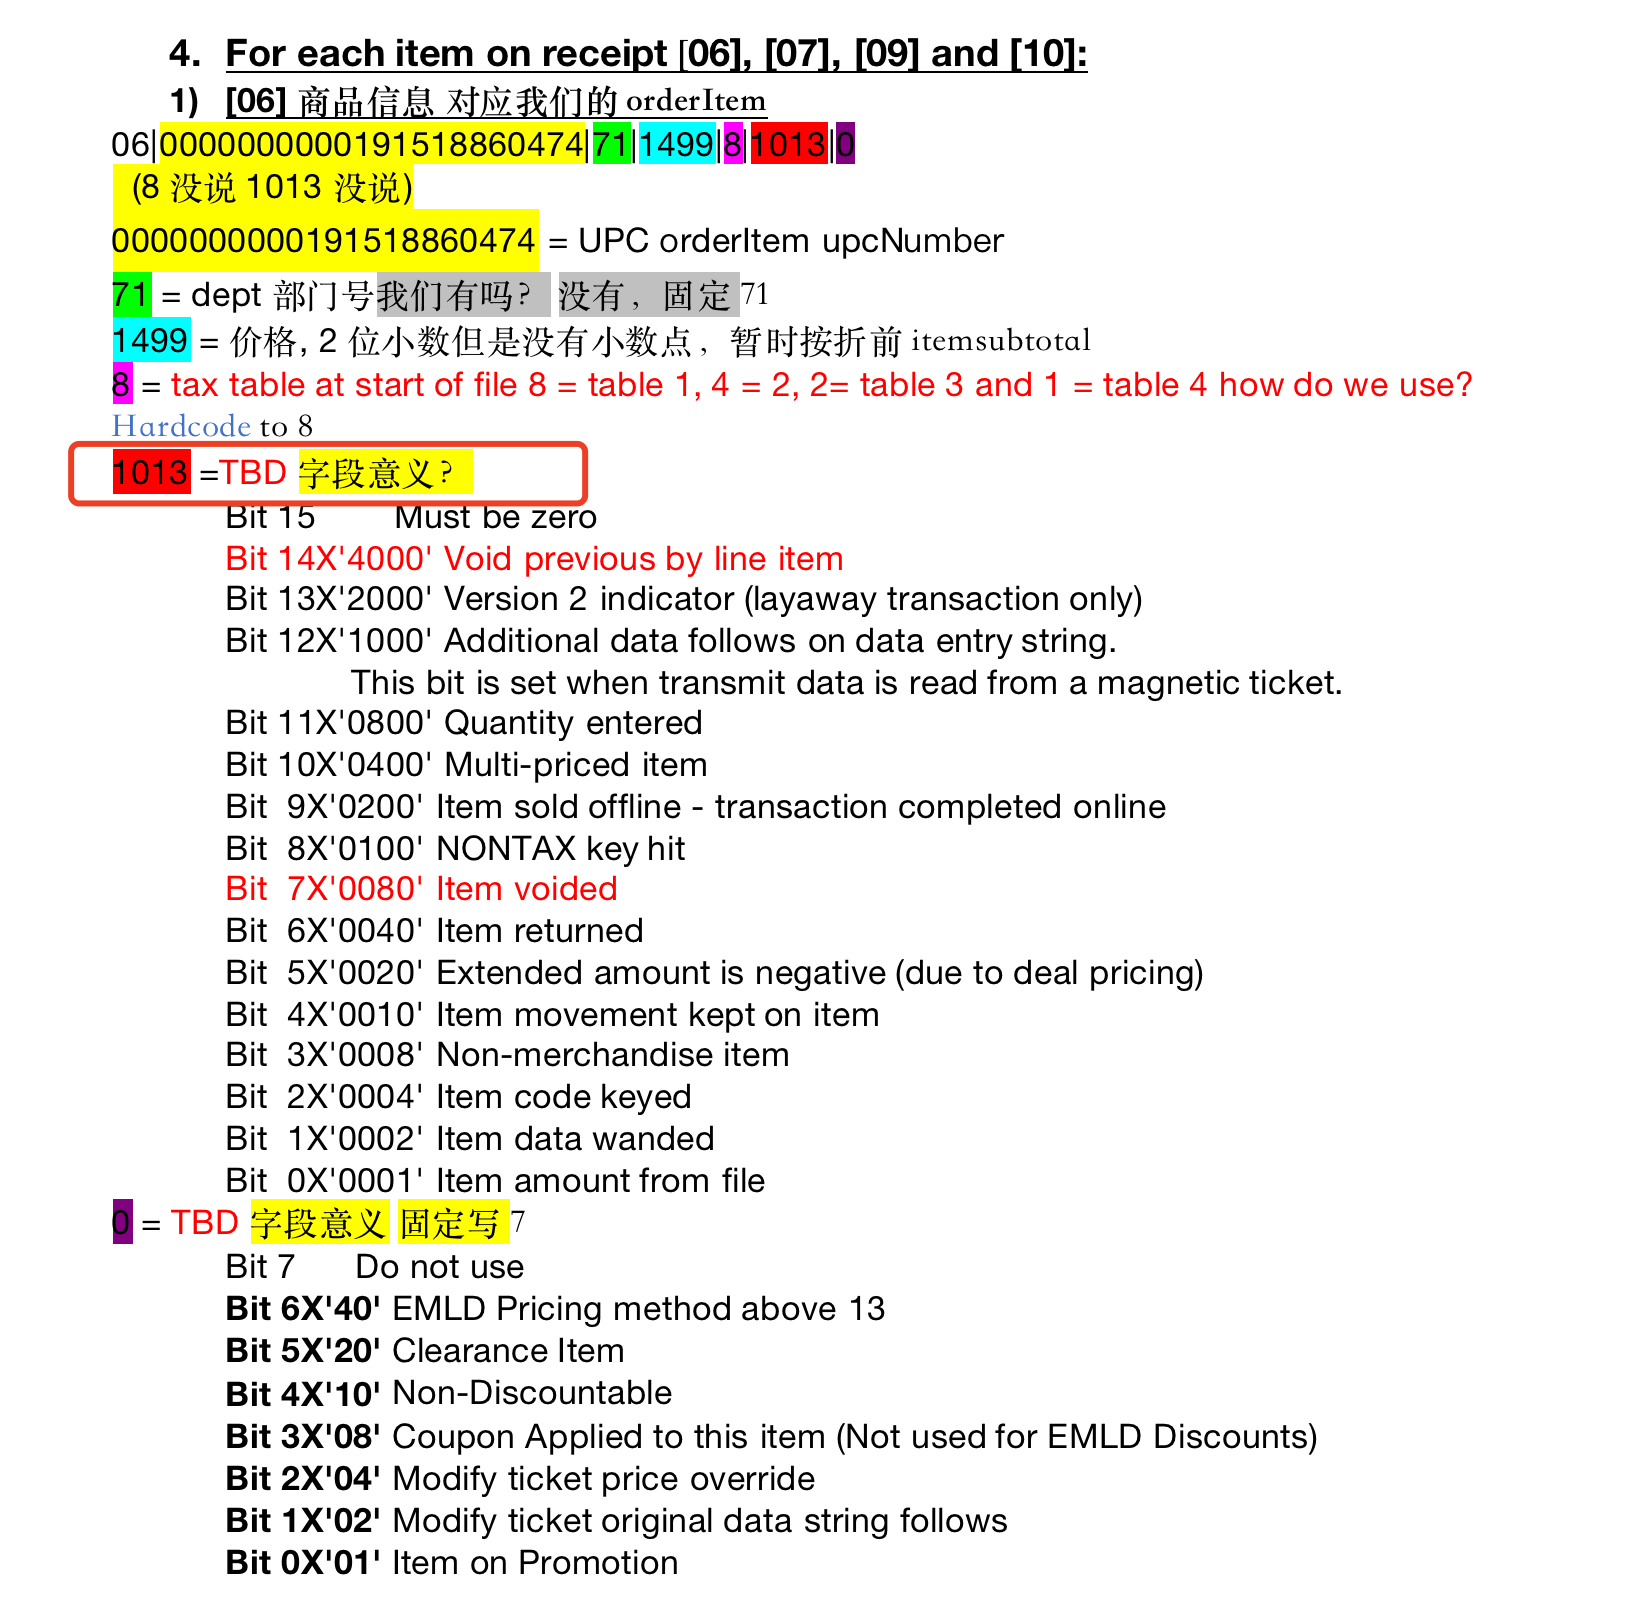 4. For each item on receipt [06], [07], [09] and [10]:
1) [06] 商品信息 对应我们的 orderItem
06|0000000000191518860474|71|1499|8|1013|0
(8 没说 1013 没说)
0000000000191518860474 = UPC orderItem upcNumber
71 = dept 部门号我们有吗？ 没有，固定 71
1499 = 价格, 2 位小数但是没有小数点，暂时按折前 itemsubtotal
8 = tax table at start of file 8 = table 1, 4 = 2, 2= table 3 and 1 = table 4 how do we use?
Hardcode to 8
1013 =TBD 字段意义？
Bit 15 Must be zero
Bit 14X'4000' Void previous by line item
Bit 13X'2000' Version 2 indicator (layaway transaction only)
Bit 12X'1000' Additional data follows on data entry string.
This bit is set when transmit data is read from a magnetic ticket.
Bit 11X'0800' Quantity entered
Bit 10X'0400' Multi-priced item
Bit 9X'0200' Item sold offline - transaction completed online
Bit 8X'0100' NONTAX key hit
Bit 7X'0080' Item voided
Bit 6X'0040' Item returned
Bit 5X'0020' Extended amount is negative (due to deal pricing)
Bit 4X'0010' Item movement kept on item
Bit 3X'0008' Non-merchandise item
Bit 2X'0004' Item code keyed
Bit 1X'0002' Item data wanded
Bit 0X'0001' Item amount from file
0 = TBD 字段意义 固定写 7
Bit 7 Do not use
Bit 6X'40' EMLD Pricing method above 13
Bit 5X'20' Clearance Item
Bit 4X'10' Non-Discountable
Bit 3X'08' Coupon Applied to this item (Not used for EMLD Discounts)
Bit 2X'04' Modify ticket price override
Bit 1X'02' Modify ticket original data string follows
Bit 0X'01' Item on Promotion